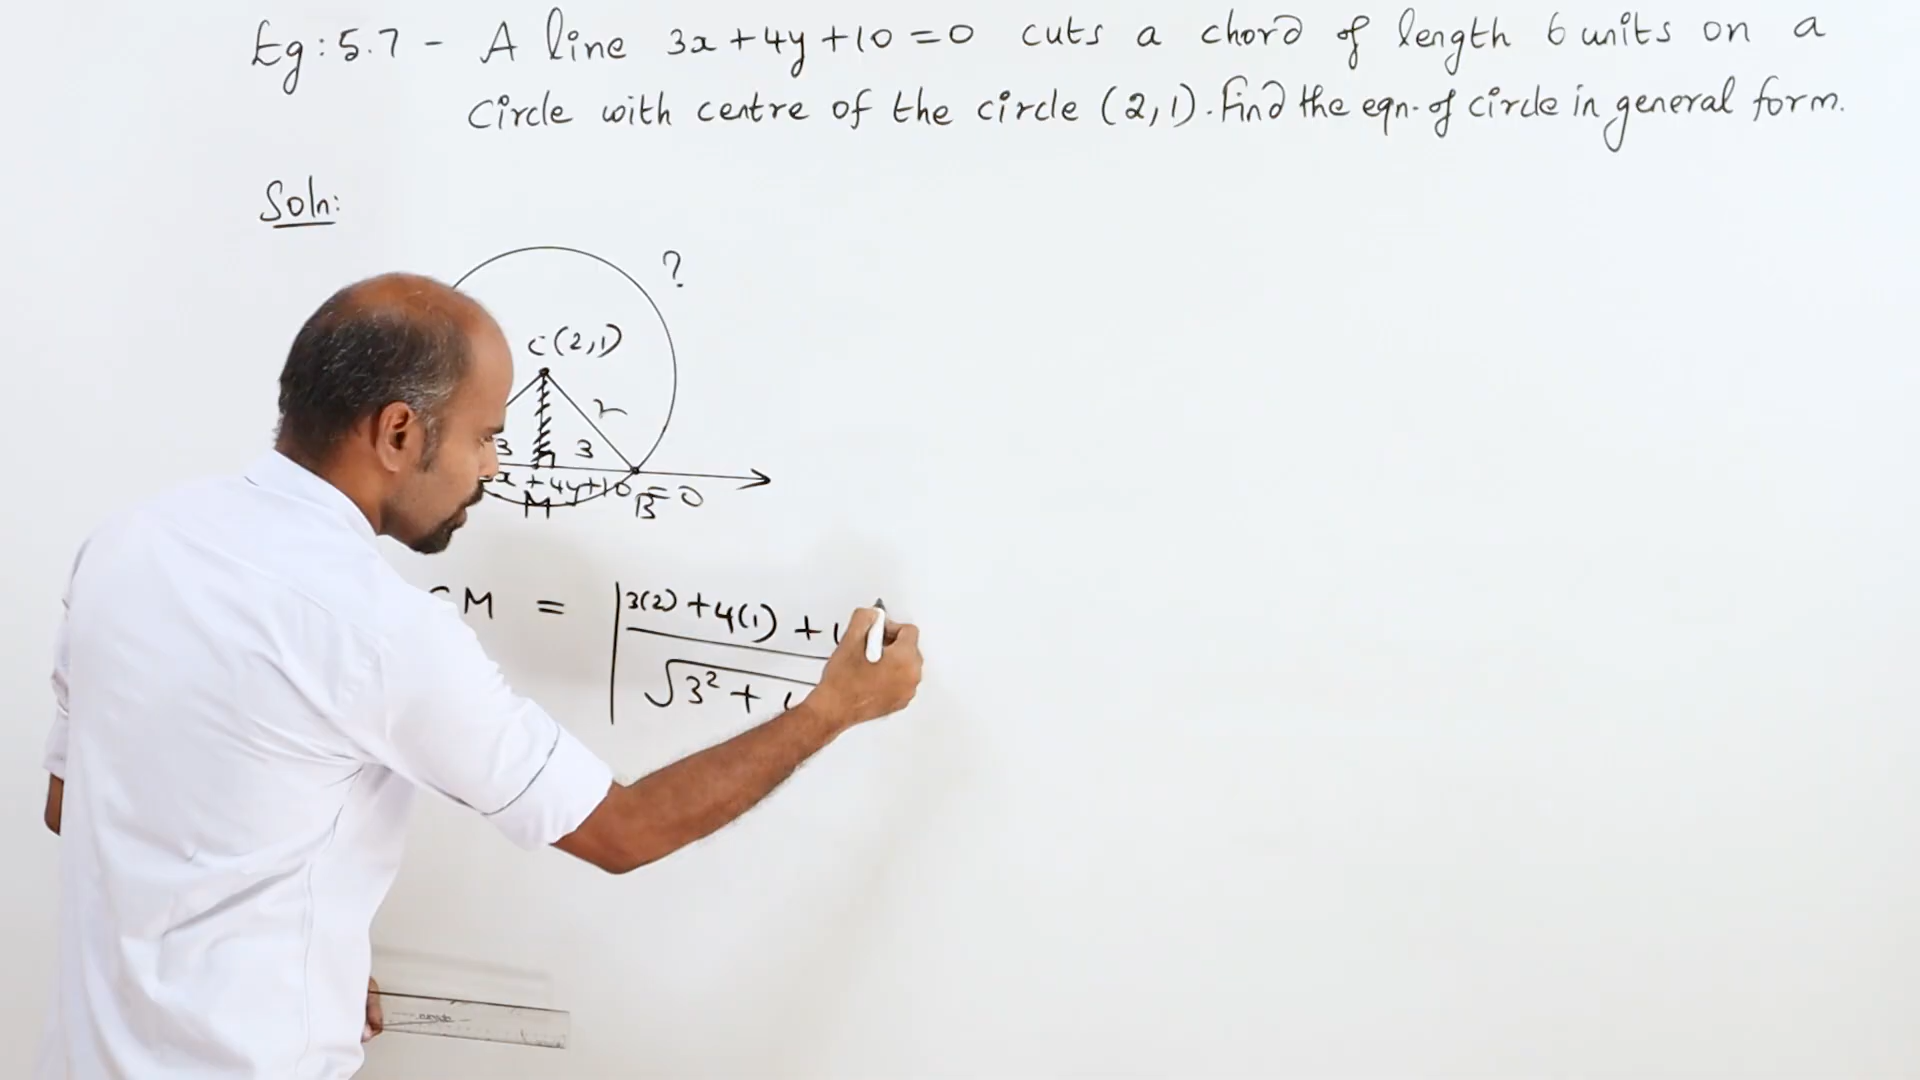 Eg: 5.7 - A line 3x + 4y + 10 = 0 cuts a chord of length 6 units on a
circle with centre of the circle (2,1). Find the eqn. of circle in general form.
Soln:
?
C(2,1)
r
3 3
x + 4y + 10 = 0
M B
CM = |3(2) + 4(1) +
√3² +